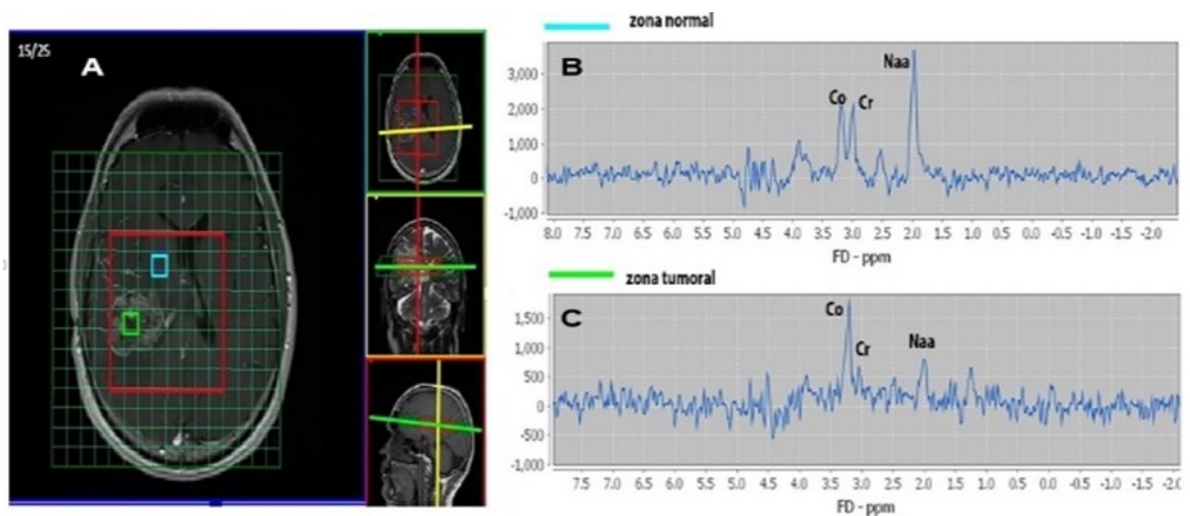 15/25
A
zona normal
B
Naa
Co
Cr
3,000
2,000
1,000
0
-1,000
8.0 7.5 7.0 6.5 6.0 5.5 5.0 4.5 4.0 3.5 3.0 2.5 2.0 1.5 1.0 0.5 0.0 -0.5 -1.0 -1.5 -2.0
FD - ppm
zona tumoral
C
Co
Cr
Naa
1,500
1,000
500
0
-500
-1,000
7.5 7.0 6.5 6.0 5.5 5.0 4.5 4.0 3.5 3.0 2.5 2.0 1.5 1.0 0.5 0.0 -0.5 -1.0 -1.5 -2.0
FD - ppm